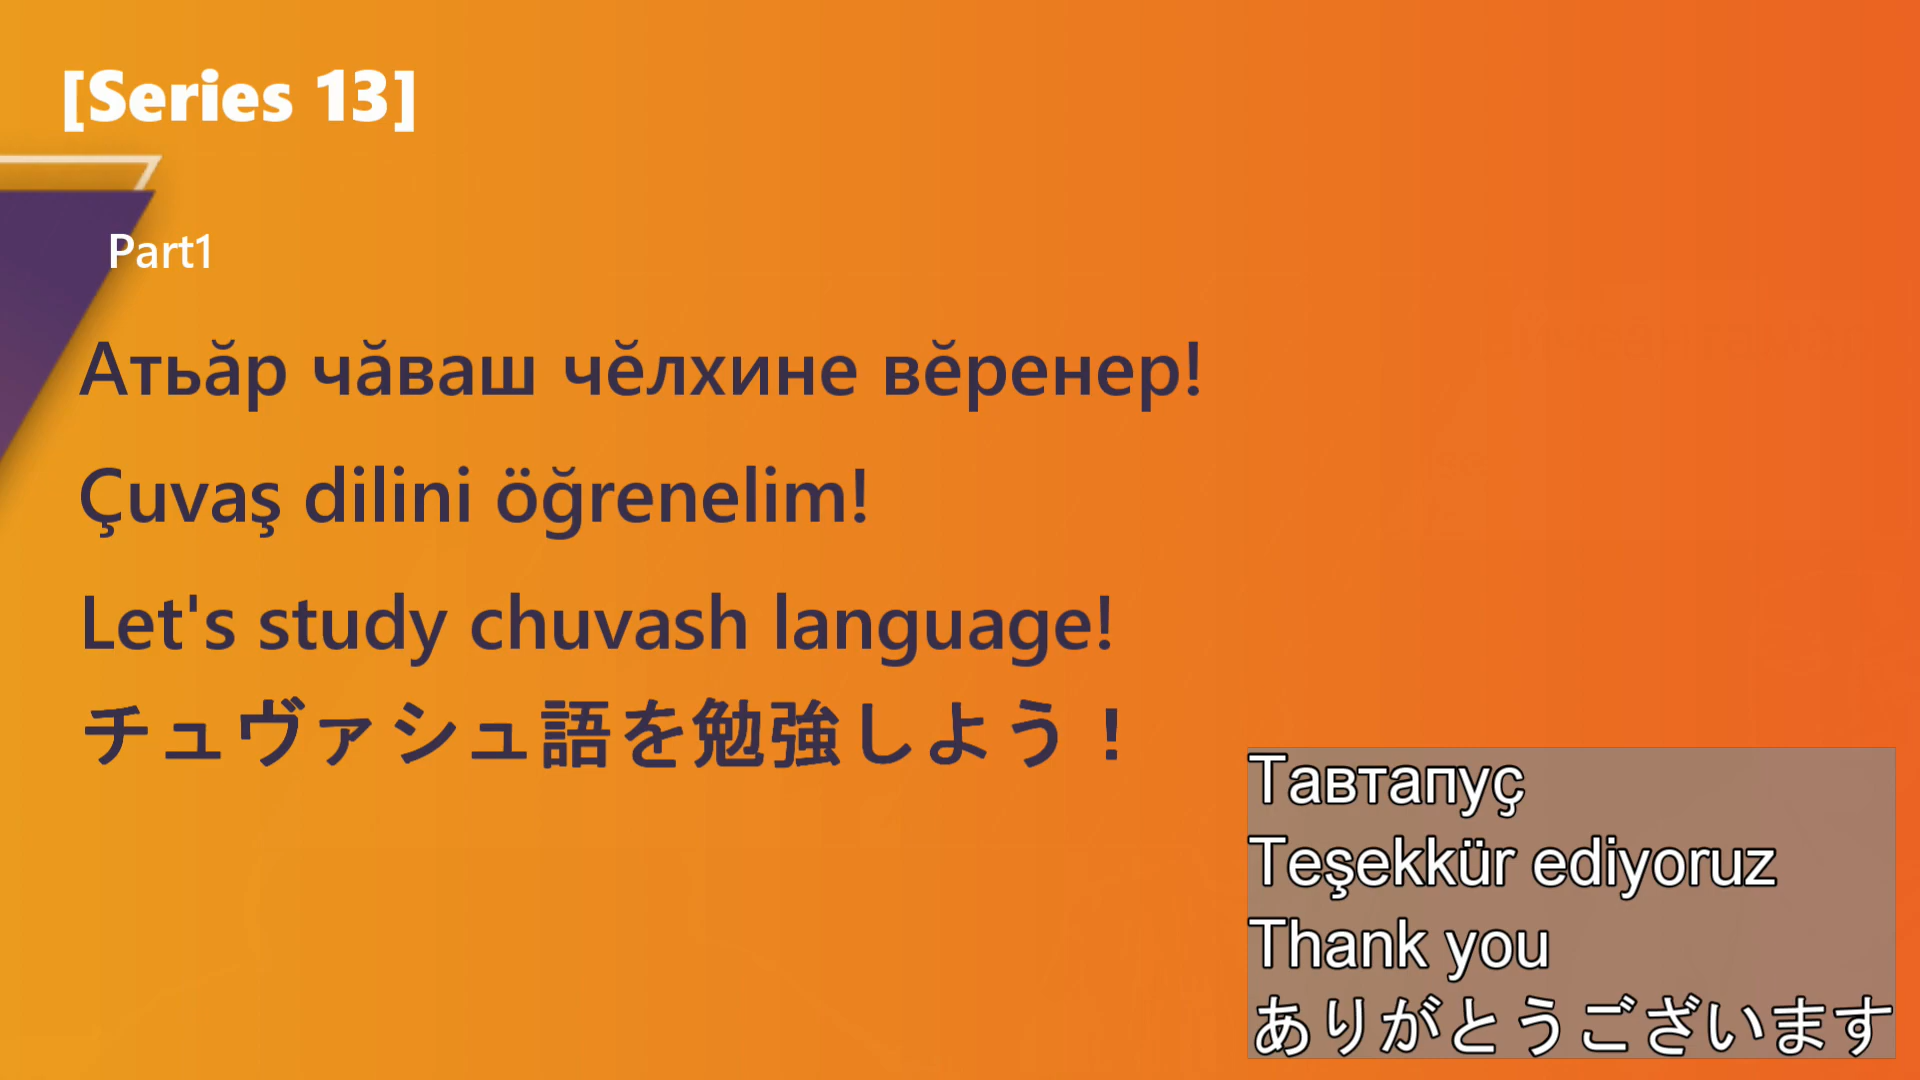 [Series 13]
Part1
Атьăр чăваш чĕлхине вĕренер!
Çuvaş dilini öğrenelim!
Let's study chuvash language!
チュヴァシュ語を勉強しよう！
Тавтапуç
Teşekkür ediyoruz
Thank you
ありがとうございます